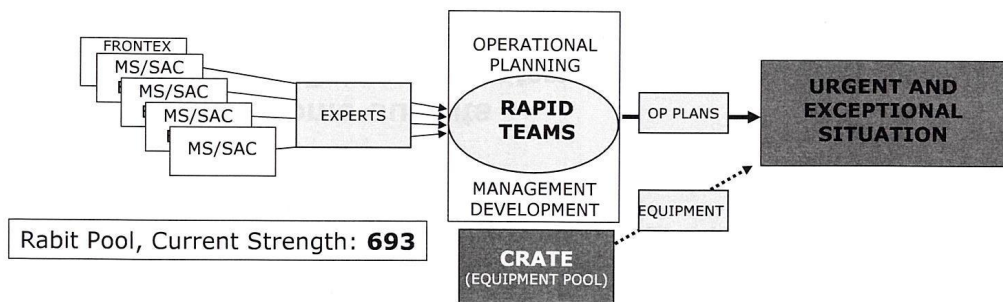 FRONTEX
MS/SAC
MS/SAC
MS/SAC
MS/SAC
EXPERTS
OPERATIONAL
PLANNING
RAPID
TEAMS
MANAGEMENT
DEVELOPMENT
OP PLANS
URGENT AND
EXCEPTIONAL
SITUATION
EQUIPMENT
CRATE
(EQUIPMENT POOL)
Rabit Pool, Current Strength: 693